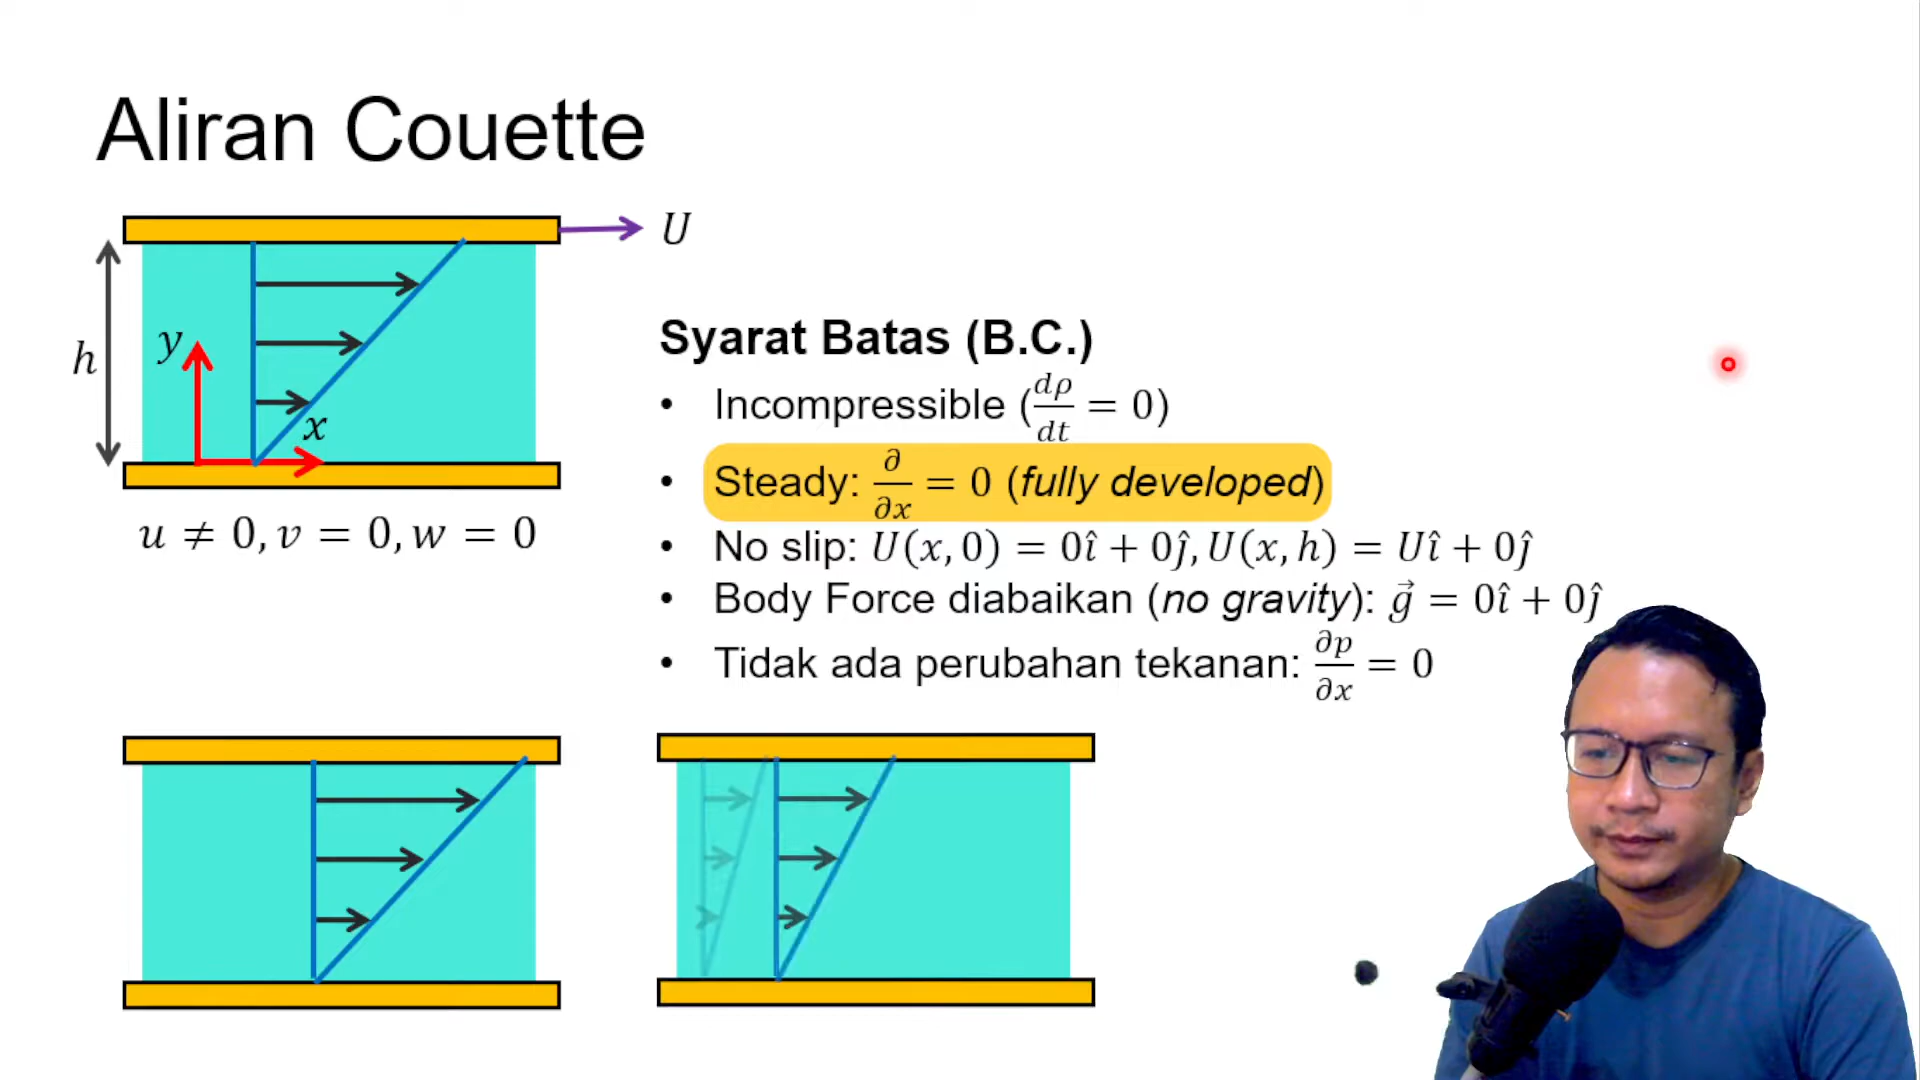 Aliran Couette
U
h
y
x
u ≠ 0, v = 0, w = 0
Syarat Batas (B.C.)
• Incompressible (dρ/dt = 0)
• Steady: ∂/∂x = 0 (fully developed)
• No slip: U(x, 0) = 0î + 0ĵ, U(x, h) = Uî + 0ĵ
• Body Force diabaikan (no gravity): g⃗ = 0î + 0ĵ
• Tidak ada perubahan tekanan: ∂p/∂x = 0